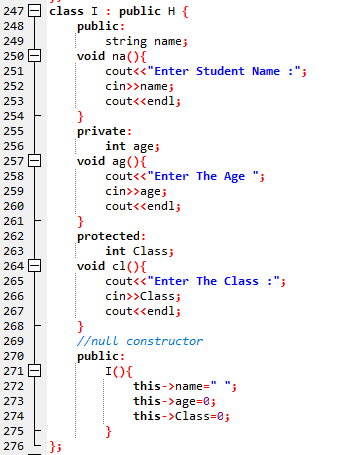 247 class I : public H {
248 public:
249 string name;
250 void na(){
251 cout<<"Enter Student Name :";
252 cin>>name;
253 cout<<endl;
254 }
255 private:
256 int age;
257 void ag(){
258 cout<<"Enter The Age ";
259 cin>>age;
260 cout<<endl;
261 }
262 protected:
263 int Class;
264 void cl(){
265 cout<<"Enter The Class :";
266 cin>>Class;
267 cout<<endl;
268 }
269 //null constructor
270 public:
271 I(){
272 this->name=" ";
273 this->age=0;
274 this->Class=0;
275 }
276 };